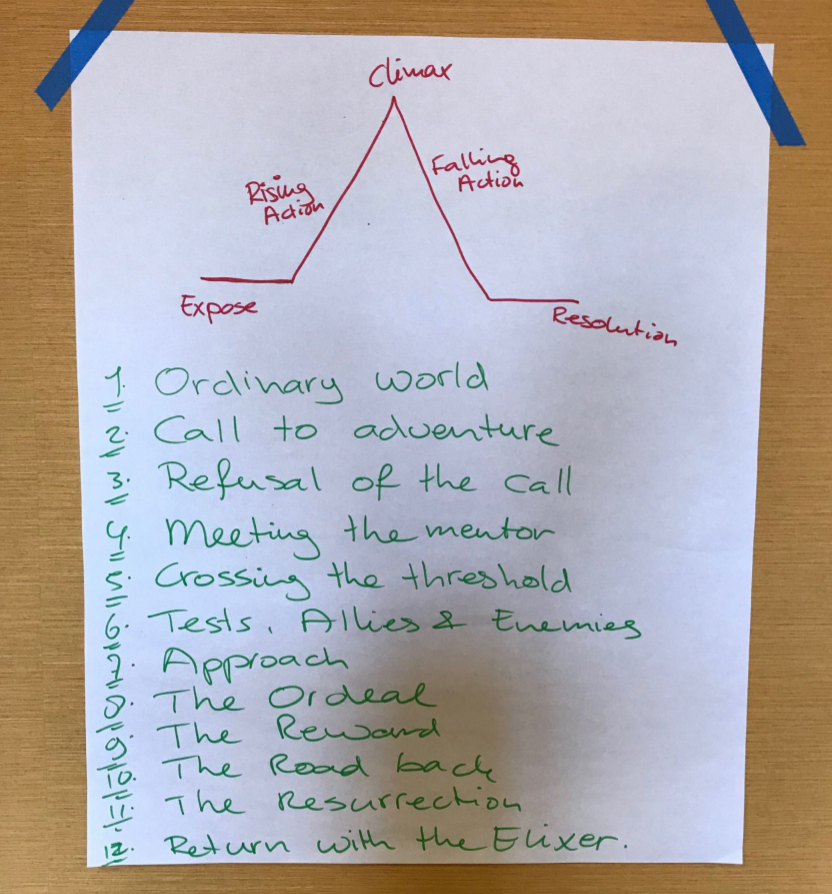 Climax
Rising
Action
Falling
Action
Expose
Resolution
1. Ordinary world
2. Call to adventure
3. Refusal of the call
4. Meeting the mentor
5. Crossing the threshold
6. Tests, Allies & Enemies
7. Approach
8. The Ordeal
9. The Reward
10. The Road back
11. The Resurrection
12. Return with the Elixer.